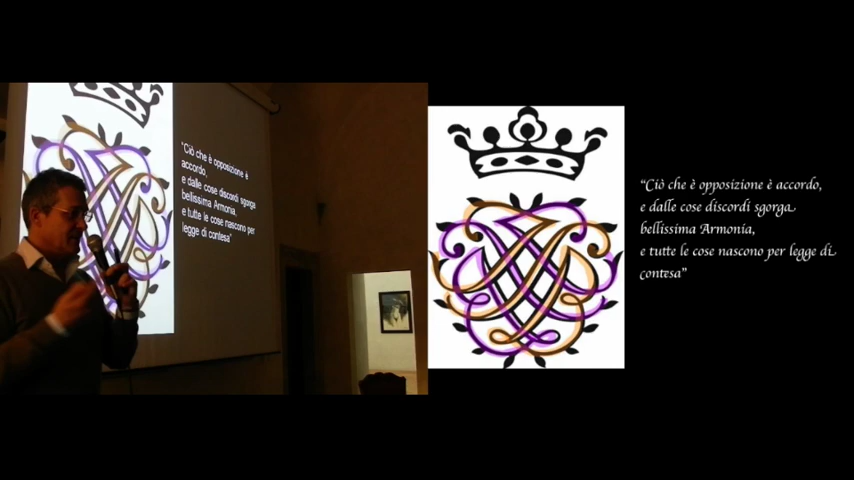 "Ciò che è opposizione è
accordo,
e dalle cose discordi sgorga
bellissima Armonia,
e tutte le cose nascono per
legge di contesa"
"Ciò che è opposizione è accordo,
e dalle cose discordi sgorga
bellissima Armonia,
e tutte le cose nascono per legge di
contesa"